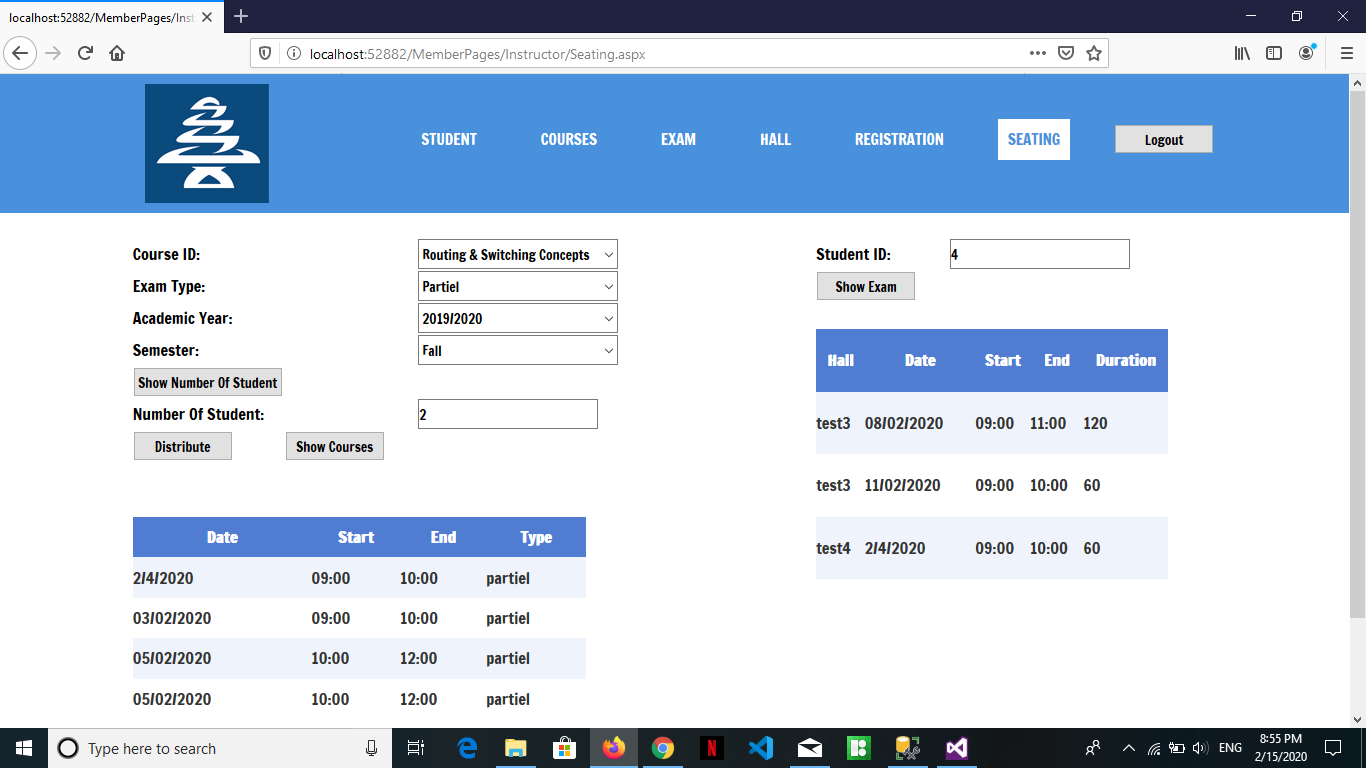 localhost:52882/MemberPages/Inst
localhost:52882/MemberPages/Instructor/Seating.aspx
STUDENT COURSES EXAM HALL REGISTRATION SEATING Logout
Course ID: Routing & Switching Concepts
Exam Type: Partiel
Academic Year: 2019/2020
Semester: Fall
Show Number Of Student
Number Of Student: 2
Distribute Show Courses
Date Start End Type
2/4/2020 09:00 10:00 partiel
03/02/2020 09:00 10:00 partiel
05/02/2020 10:00 12:00 partiel
05/02/2020 10:00 12:00 partiel
Student ID: 4
Show Exam
Hall Date Start End Duration
test3 08/02/2020 09:00 11:00 120
test3 11/02/2020 09:00 10:00 60
test4 2/4/2020 09:00 10:00 60
Type here to search
ENG
8:55 PM
2/15/2020